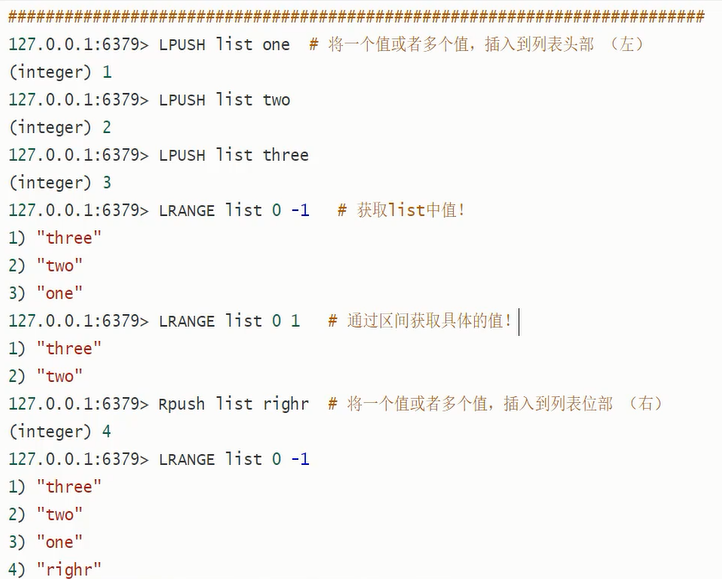 ###########################################################################
127.0.0.1:6379> LPUSH list one # 将一个值或者多个值，插入到列表头部 （左）
(integer) 1
127.0.0.1:6379> LPUSH list two
(integer) 2
127.0.0.1:6379> LPUSH list three
(integer) 3
127.0.0.1:6379> LRANGE list 0 -1 # 获取list中值！
1) "three"
2) "two"
3) "one"
127.0.0.1:6379> LRANGE list 0 1 # 通过区间获取具体的值！
1) "three"
2) "two"
127.0.0.1:6379> Rpush list righr # 将一个值或者多个值，插入到列表位部 （右）
(integer) 4
127.0.0.1:6379> LRANGE list 0 -1
1) "three"
2) "two"
3) "one"
4) "righr"